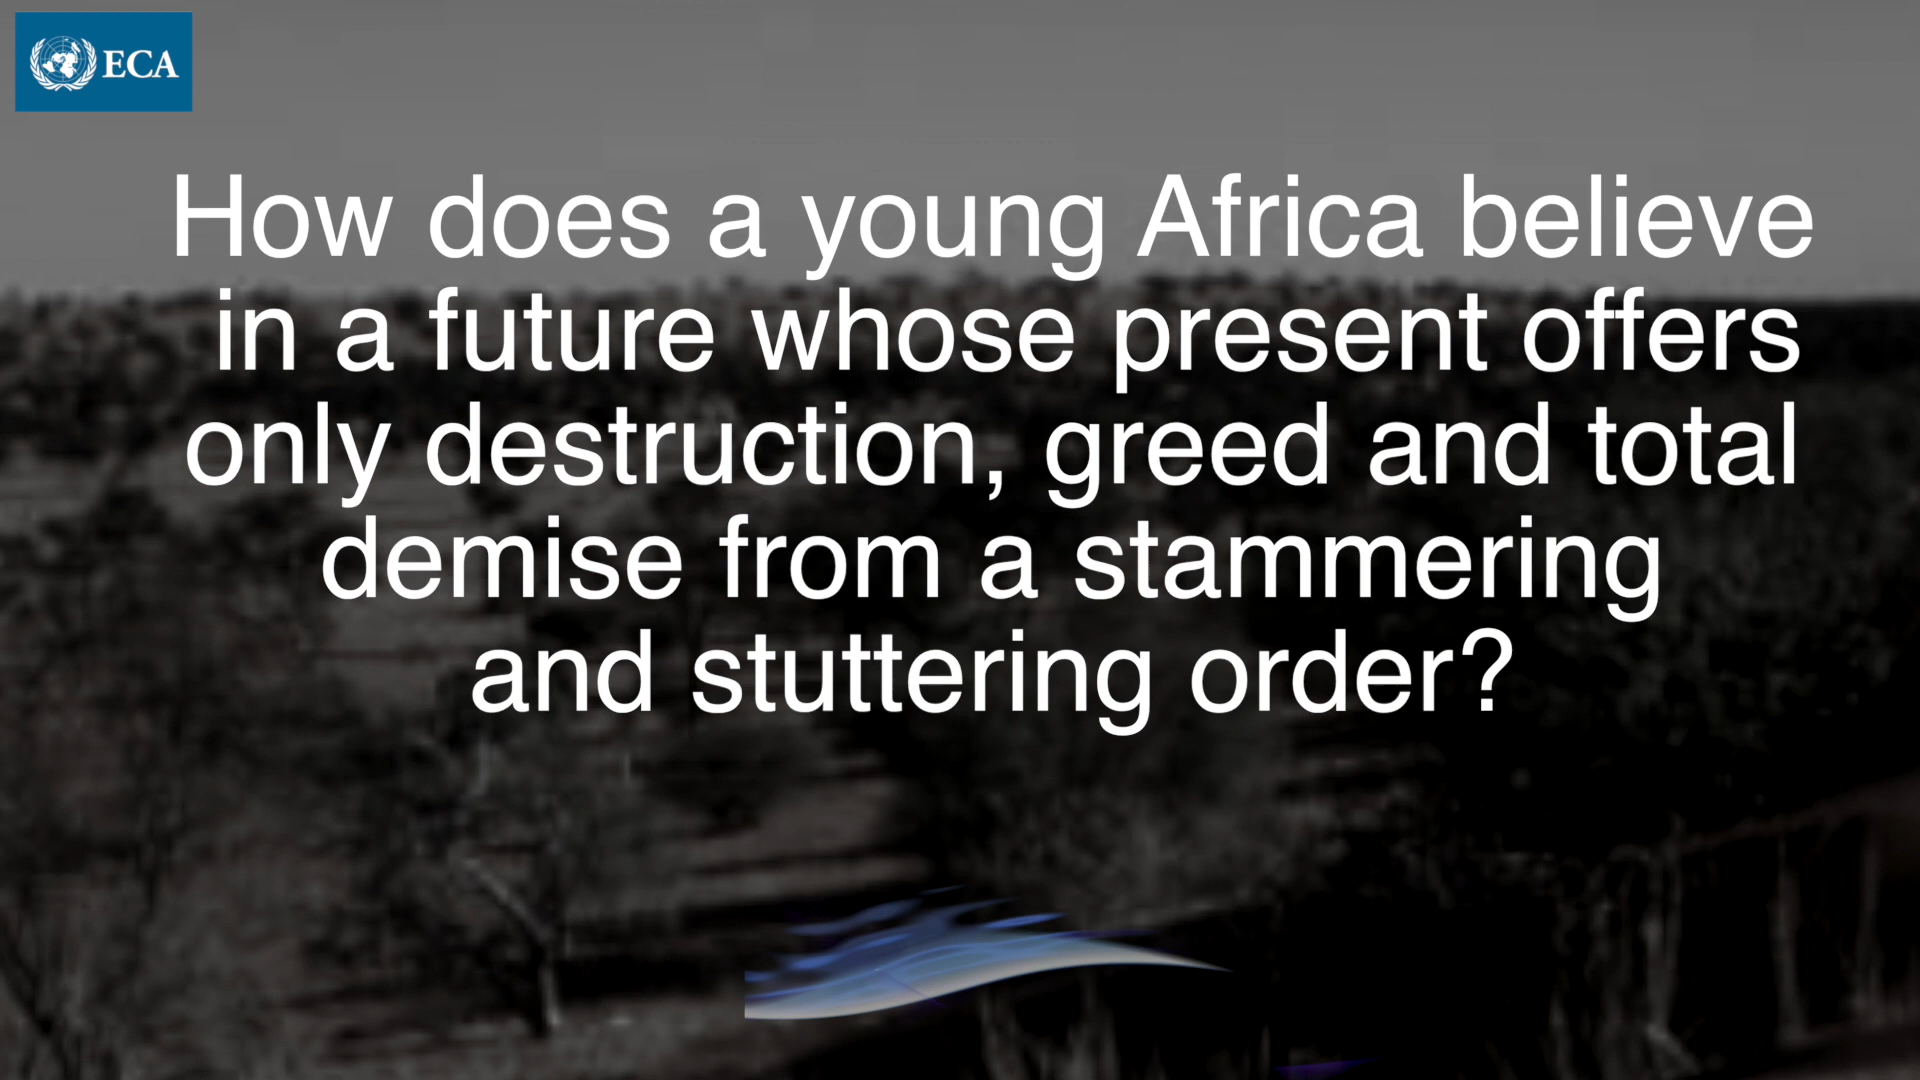 ECA
How does a young Africa believe
in a future whose present offers
only destruction, greed and total
demise from a stammering
and stuttering order?